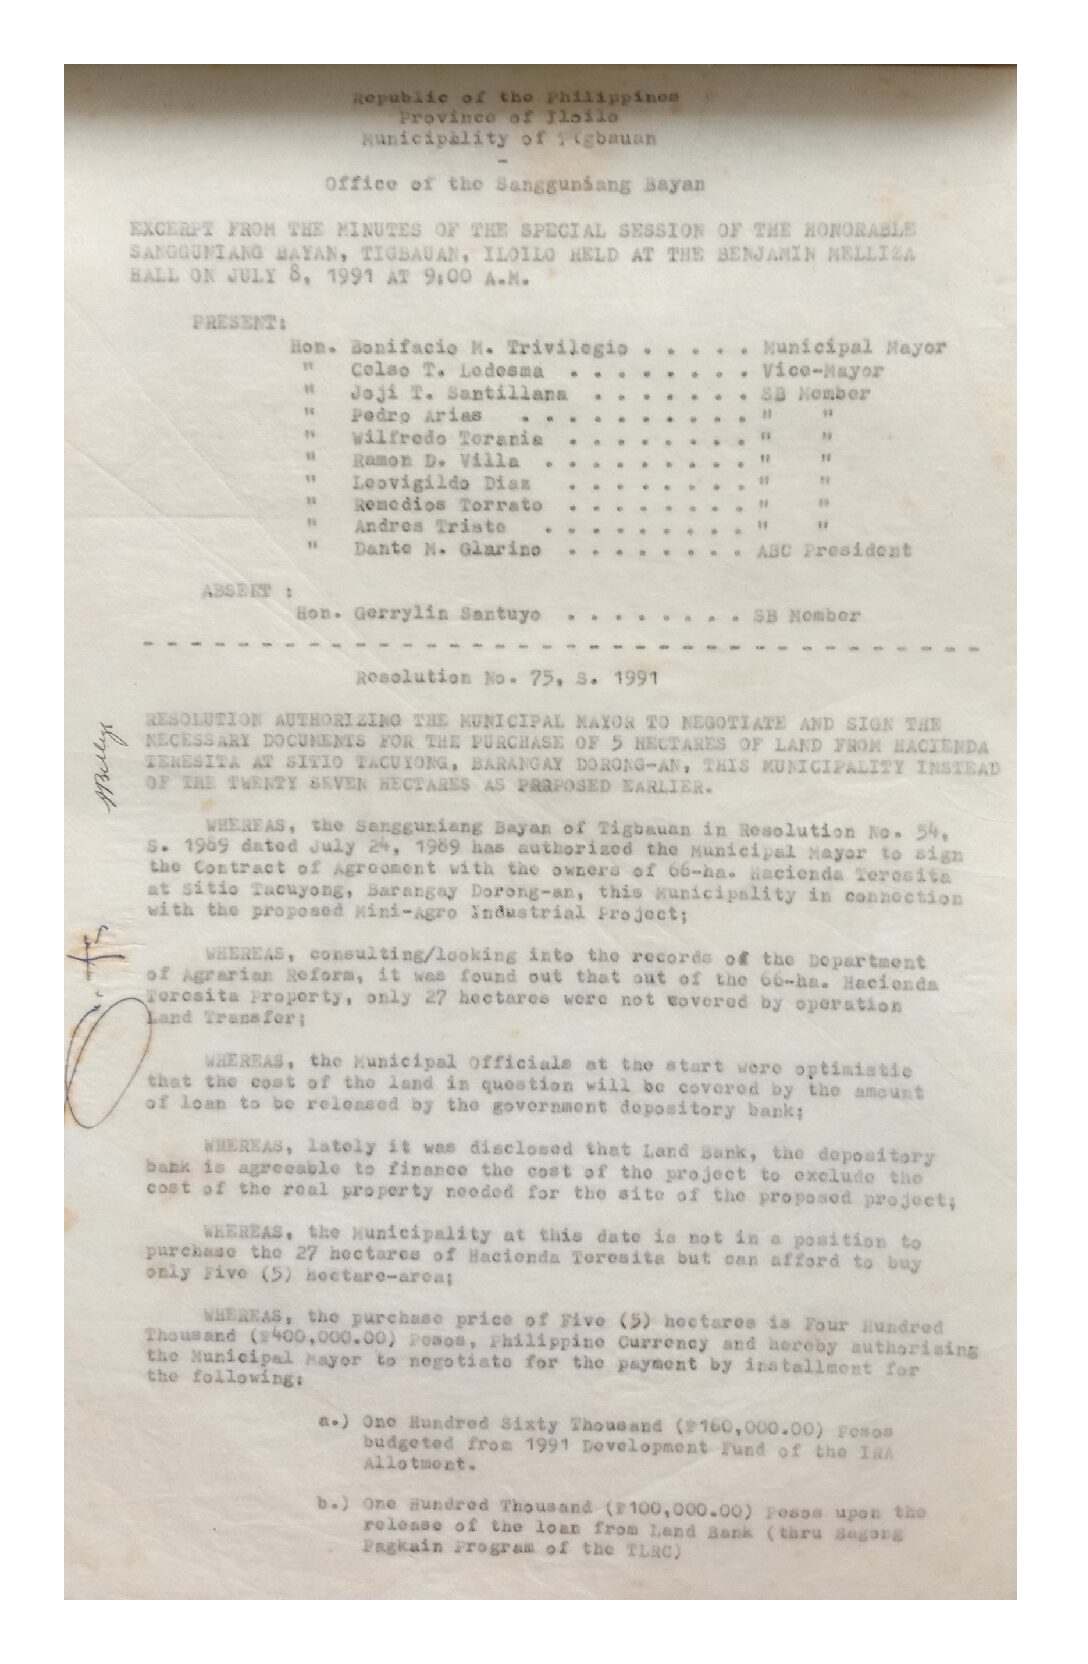 Republic of the Philippines
Province of Iloilo
Municipality of Tigbauan
-
Office of the Sangguniang Bayan
EXCERPT FROM THE MINUTES OF THE SPECIAL SESSION OF THE HONORABLE
SANGGUNIANG BAYAN, TIGBAUAN, ILOILO HELD AT THE BENJAMIN MELLIZA
HALL ON JULY 8, 1991 AT 9:00 A.M.
PRESENT:
Hon. Bonifacio M. Trivilegio . . . . . Municipal Mayor
" Celso T. Ledesma . . . . . . . . Vice-Mayor
" Joji T. Santillana . . . . . . . SB Member
" Pedro Arias . . . . . . . . . . " "
" Wilfredo Torania . . . . . . . . " "
" Ramon D. Villa . . . . . . . . . " "
" Leovigildo Diaz . . . . . . . . " "
" Remedios Torrato . . . . . . . . " "
" Andres Triste . . . . . . . . . " "
" Dante M. Glarino . . . . . . . . ABC President
ABSENT :
Hon. Gerrylin Santuyo . . . . . . . . SB Member
- - - - - - - - - - - - - - - - - - - - - - - - - - - - - - - - - - - -
Resolution No. 75, S. 1991
RESOLUTION AUTHORIZING THE MUNICIPAL MAYOR TO NEGOTIATE AND SIGN THE
NECESSARY DOCUMENTS FOR THE PURCHASE OF 5 HECTARES OF LAND FROM HACIENDA
TERESITA AT SITIO TACUYONG, BARANGAY DORONG-AN, THIS MUNICIPALITY INSTEAD
OF THE TWENTY SEVEN HECTARES AS PROPOSED EARLIER.
WHEREAS, the Sangguniang Bayan of Tigbauan in Resolution No. 54,
S. 1989 dated July 24, 1989 has authorized the Municipal Mayor to sign
the Contract of Agreement with the owners of 66-ha. Hacienda Teresita
at Sitio Tacuyong, Barangay Dorong-an, this Municipality in connection
with the proposed Mini-Agro Industrial Project;
WHEREAS, consulting/looking into the records of the Department
of Agrarian Reform, it was found out that out of the 66-ha. Hacienda
Teresita Property, only 27 hectares were not covered by operation
Land Transfer;
WHEREAS, the Municipal Officials at the start were optimistic
that the cost of the land in question will be covered by the amount
of loan to be released by the government depository bank;
WHEREAS, lately it was disclosed that Land Bank, the depository
bank is agreeable to finance the cost of the project to exclude the
cost of the real property needed for the site of the proposed project;
WHEREAS, the Municipality at this date is not in a position to
purchase the 27 hectares of Hacienda Teresita but can afford to buy
only Five (5) hectare-area;
WHEREAS, the purchase price of Five (5) hectares is Four Hundred
Thousand (₱400,000.00) Pesos, Philippine Currency and hereby authorizing
the Municipal Mayor to negotiate for the payment by installment for
the following:
a.) One Hundred Sixty Thousand (₱160,000.00) Pesos
budgeted from 1991 Development Fund of the IRA
Allotment.
b.) One Hundred Thousand (₱100,000.00) Pesos upon the
release of the loan from Land Bank (thru Sagong
Pagkain Program of the TLRC)